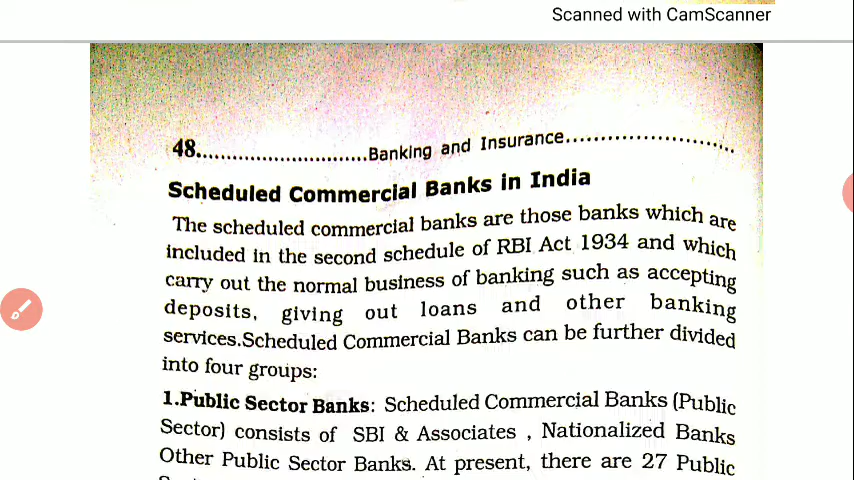 Scanned with CamScanner
48..............................Banking and Insurance..........................
Scheduled Commercial Banks in India
The scheduled commercial banks are those banks which are
included in the second schedule of RBI Act 1934 and which
carry out the normal business of banking such as accepting
deposits, giving out loans and other banking
services.Scheduled Commercial Banks can be further divided
into four groups:
1.Public Sector Banks: Scheduled Commercial Banks (Public
Sector) consists of SBI & Associates , Nationalized Banks
Other Public Sector Banks. At present, there are 27 Public